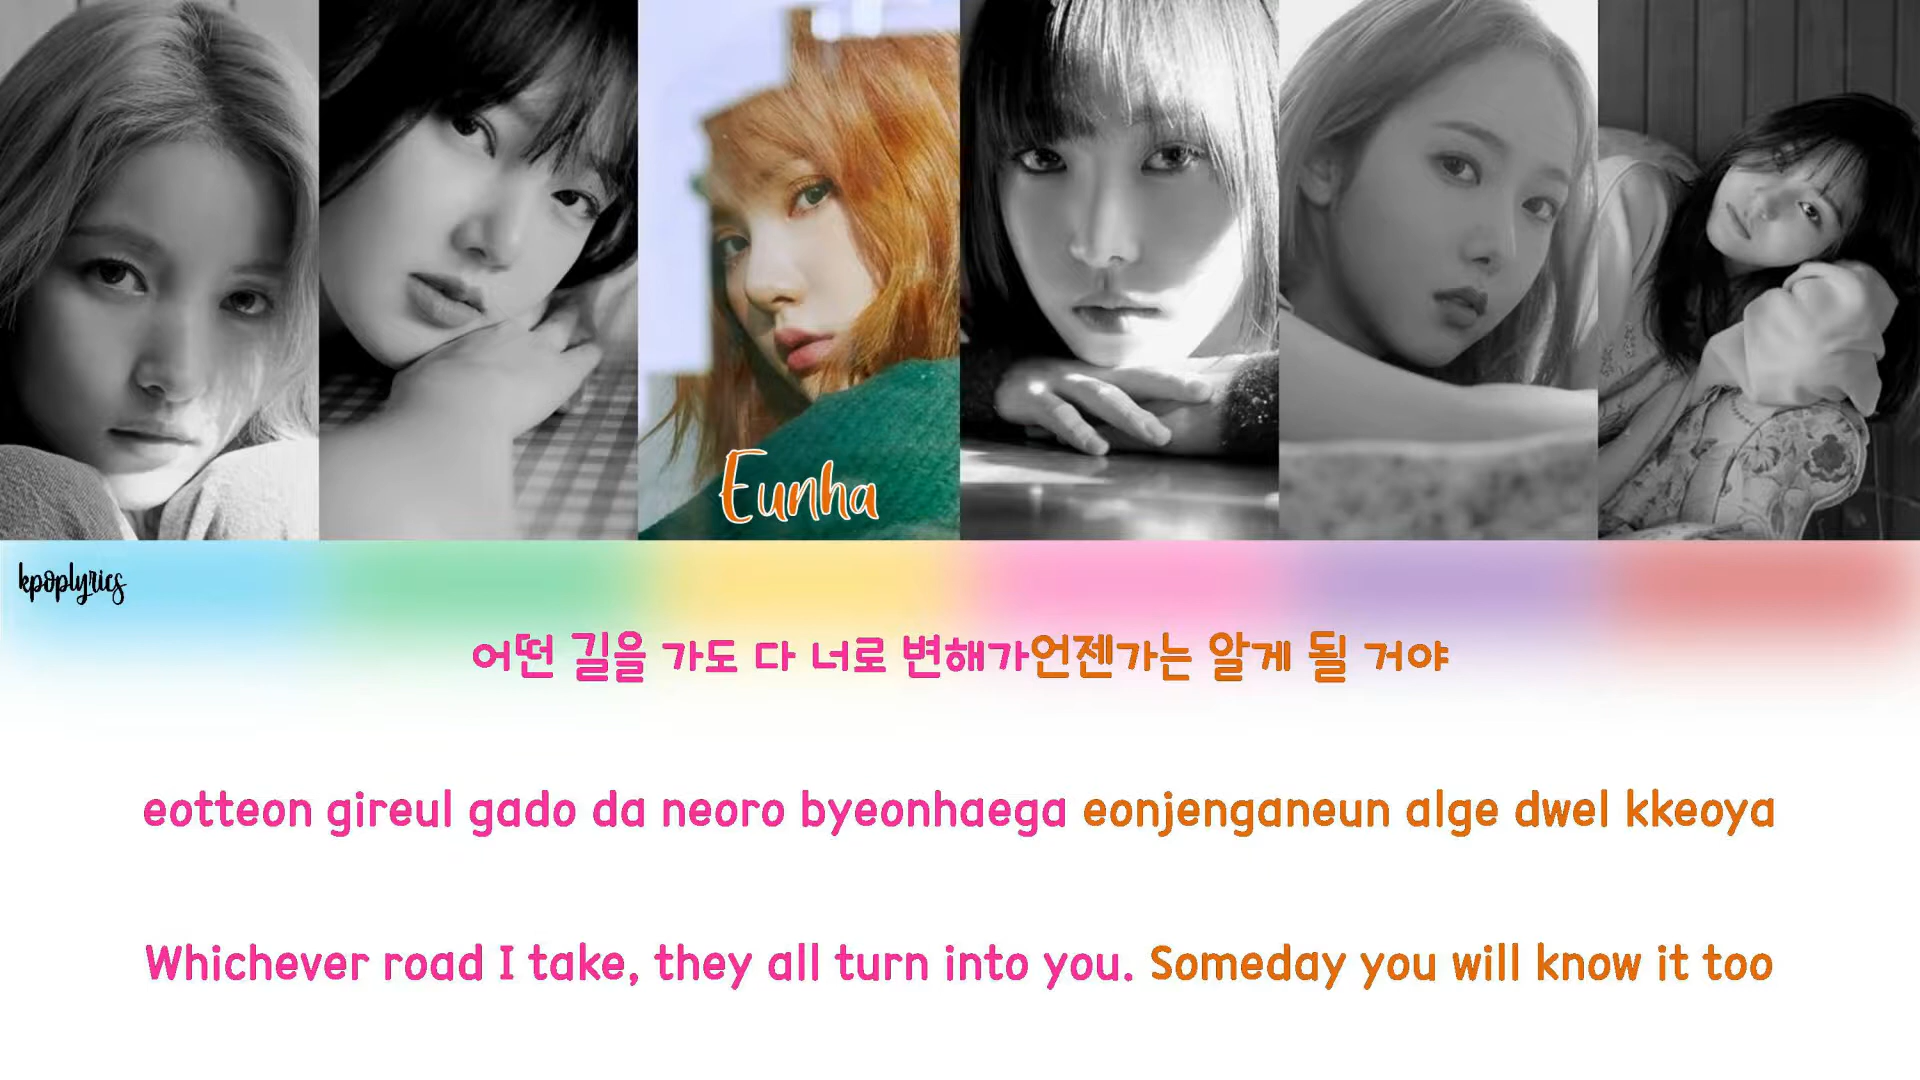 Eunha
kpoplyrics
어떤 길을 가도 다 너로 변해가언젠가는 알게 될 거야
eotteon gireul gado da neoro byeonhaega eonjenganeun alge dwel kkeoya
Whichever road I take, they all turn into you. Someday you will know it too